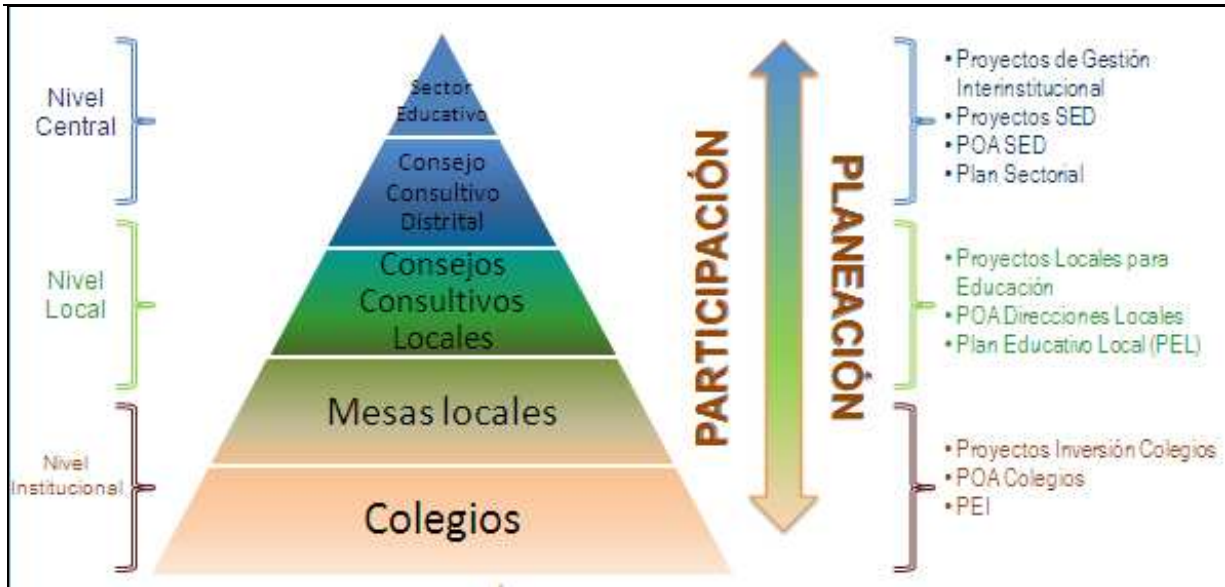 Nivel
Central
Nivel
Local
Nivel
Institucional
Sector
Educativo
Consejo
Consultivo
Distrital
Consejos
Consultivos
Locales
Mesas locales
Colegios
PARTICIPACIÓN
PLANEACIÓN
• Proyectos de Gestión
Interinstitucional
• Proyectos SED
• POA SED
• Plan Sectorial
• Proyectos Locales para
Educación
• POA Direcciones Locales
• Plan Educativo Local (PEL)
• Proyectos Inversión Colegios
• POA Colegios
• PEI